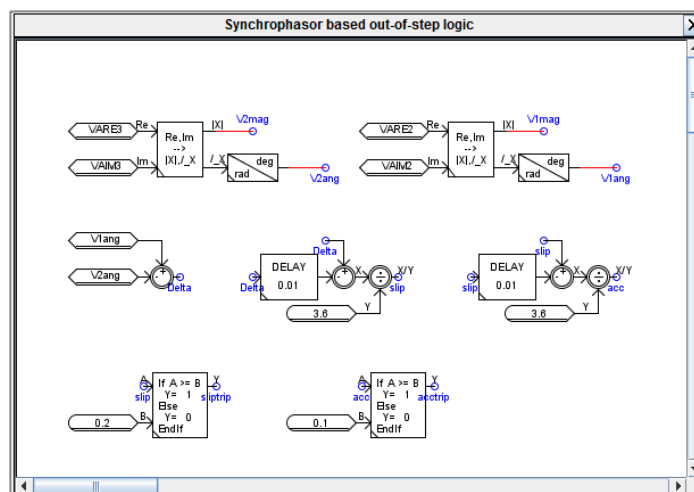 Synchrophasor based out-of-step logic
X
VARE3 Re |X| V2mag
Re,Im
-->
|X|,/_X
VAIM3 Im /_X
deg
rad
V2ang
VARE2 Re |X| V1mag
Re,Im
-->
|X|,/_X
VAIM2 Im /_X
deg
rad
V1ang
V1ang
V2ang
+
-
Delta
Delta
Delta
DELAY
0.01
+
-
X
÷
X/Y
slip
Y
3.6
slip
slip
DELAY
0.01
+
-
X
÷
X/Y
acc
Y
3.6
A
slip
If A >= B
Y= 1
Else
Y= 0
EndIf
Y
sliptrip
0.2
B
A
acc
If A >= B
Y= 1
Else
Y= 0
EndIf
Y
acctrip
0.1
B